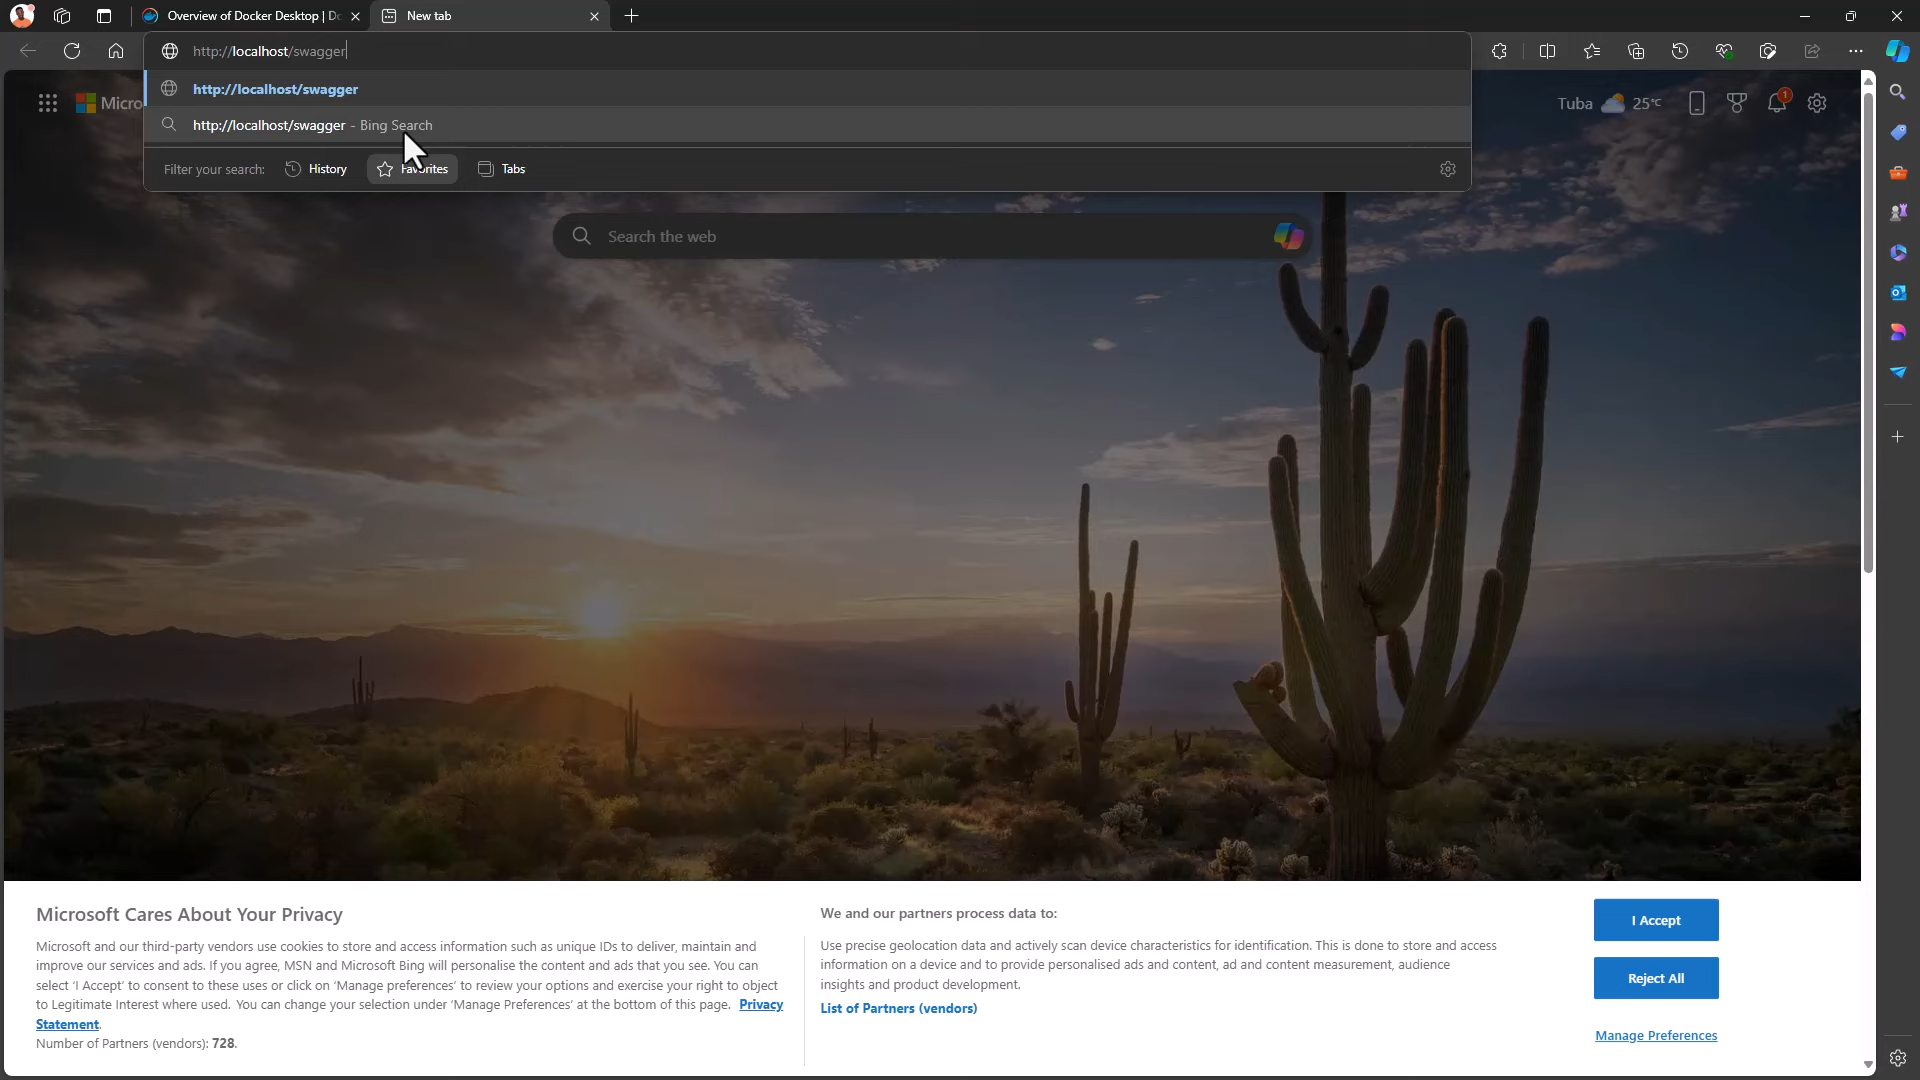 Overview of Docker Desktop | Do
New tab
http://localhost/swagger
http://localhost/swagger
Micro
http://localhost/swagger - Bing Search
Tuba
25°C
1
Filter your search:
History
Favorites
Tabs
Search the web
Microsoft Cares About Your Privacy
Microsoft and our third-party vendors use cookies to store and access information such as unique IDs to deliver, maintain and
improve our services and ads. If you agree, MSN and Microsoft Bing will personalise the content and ads that you see. You can
select 'I Accept' to consent to these uses or click on 'Manage preferences' to review your options and exercise your right to object
to Legitimate Interest where used. You can change your selection under 'Manage Preferences' at the bottom of this page. Privacy
Statement.
Number of Partners (vendors): 728.
We and our partners process data to:
Use precise geolocation data and actively scan device characteristics for identification. This is done to store and access
information on a device and to provide personalised ads and content, ad and content measurement, audience
insights and product development.
List of Partners (vendors)
I Accept
Reject All
Manage Preferences